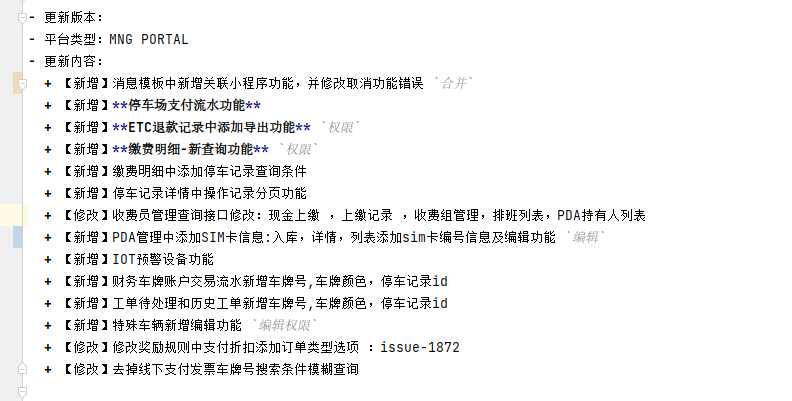 - 更新版本:
- 平台类型: MNG PORTAL
- 更新内容:
+ 【新增】消息模板中新增关联小程序功能，并修改取消功能错误 `合并`
+ 【新增】**停车场支付流水功能**
+ 【新增】**ETC退款记录中添加导出功能** `权限`
+ 【新增】**缴费明细-新查询功能** `权限`
+ 【新增】缴费明细中添加停车记录查询条件
+ 【新增】停车记录详情中操作记录分页功能
+ 【修改】收费员管理查询接口修改：现金上缴 ，上缴记录 ，收费组管理，排班列表，PDA持有人列表
+ 【新增】PDA管理中添加SIM卡信息:入库，详情，列表添加sim卡编号信息及编辑功能 `编辑`
+ 【新增】IOT预警设备功能
+ 【新增】财务车牌账户交易流水新增车牌号,车牌颜色，停车记录id
+ 【新增】工单待处理和历史工单新增车牌号,车牌颜色，停车记录id
+ 【新增】特殊车辆新增编辑功能 `编辑权限`
+ 【修改】修改奖励规则中支付折扣添加订单类型选项 ：issue-1872
+ 【修改】去掉线下支付发票车牌号搜索条件模糊查询